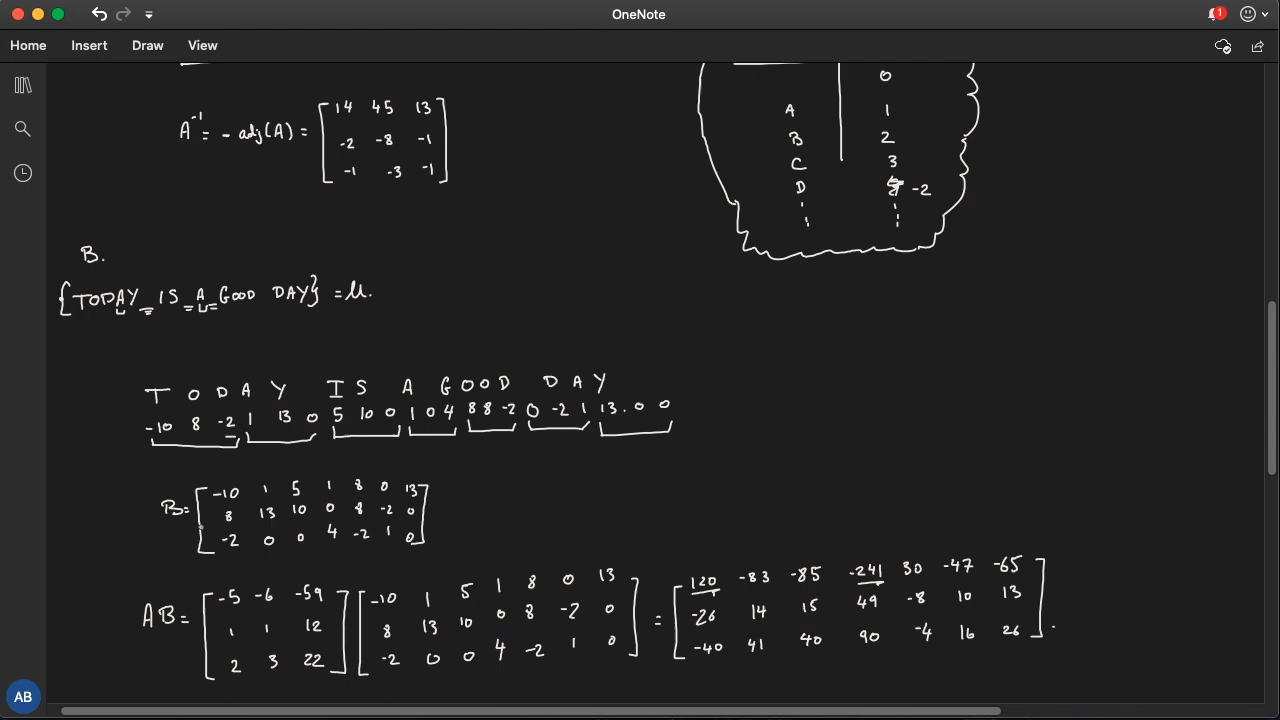 OneNote
1
Home Insert Draw View
0
A 1
B 2
C 3
D -2
A⁻¹ = - adj(A) = [14 45 13
-2 -8 -1
-1 -3 -1]
B.
{TODAY_IS_A_GOOD DAY} = M.
T O D A Y I S A G O O D D A Y
-10 8 -2 1 13 0 5 10 0 1 0 4 8 8 -2 0 -2 1 13. 0 0
B = [-10 1 5 1 8 0 13
8 13 10 0 8 -2 0
-2 0 0 4 -2 1 0]
AB = [-5 -6 -59 [-10 1 5 1 8 0 13 = [120 -83 -85 -241 30 -47 -65
1 1 12 8 13 10 0 8 -2 0 -26 14 15 49 -8 10 13
2 3 22] -2 0 0 4 -2 1 0] -40 41 40 90 -4 16 26].
AB